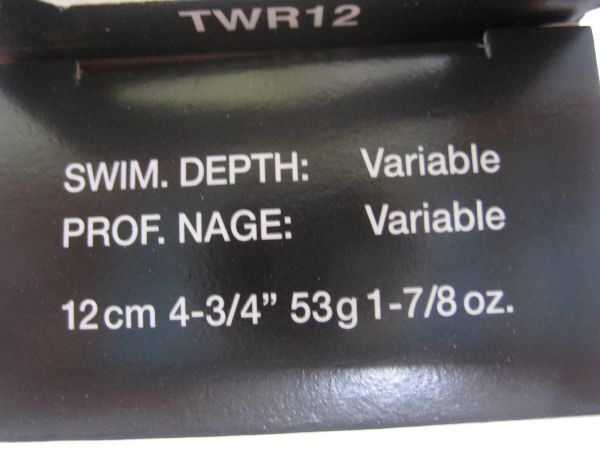 TWR12
SWIM. DEPTH: Variable
PROF. NAGE: Variable
12cm 4-3/4” 53g 1-7/8 oz.